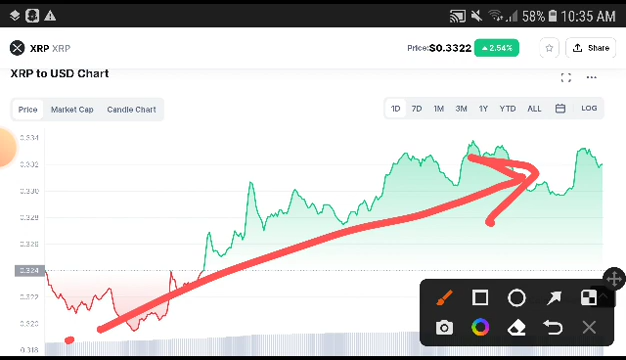 58% 10:35 AM
XRP XRP Price: $0.3322 2.54% Share
XRP to USD Chart
Price Market Cap Candle Chart 1D 7D 1M 3M 1Y YTD ALL LOG
0.334
0.332
0.330
0.328
0.326
0.324
0.322
0.320
0.318